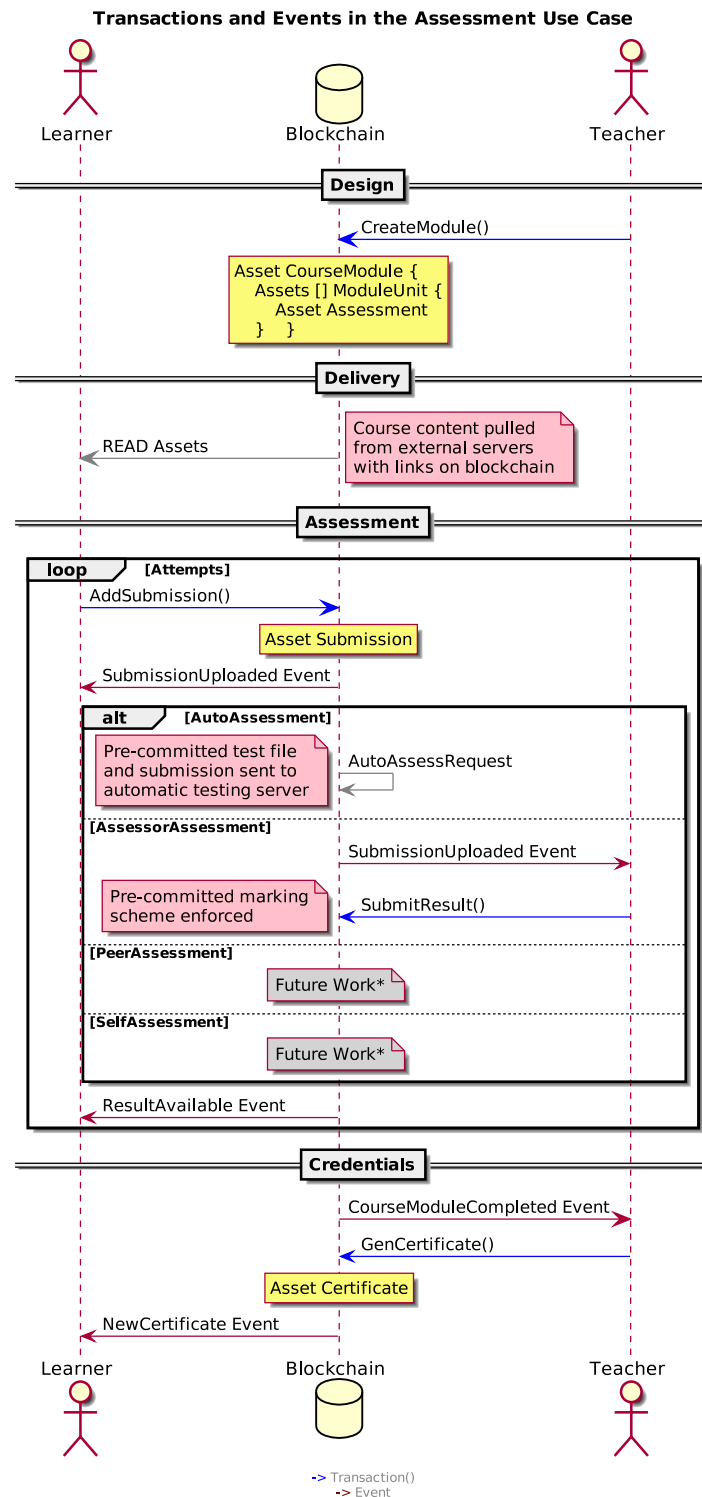 Transactions and Events in the Assessment Use Case
Learner
Blockchain
Teacher
Design
CreateModule()
Asset CourseModule {
Assets [] ModuleUnit {
Asset Assessment
} }
Delivery
READ Assets
Course content pulled
from external servers
with links on blockchain
Assessment
loop [Attempts]
AddSubmission()
Asset Submission
SubmissionUploaded Event
alt [AutoAssessment]
Pre-committed test file
and submission sent to
automatic testing server
AutoAssessRequest
[AssessorAssessment]
SubmissionUploaded Event
Pre-committed marking
scheme enforced
SubmitResult()
[PeerAssessment]
Future Work*
[SelfAssessment]
Future Work*
ResultAvailable Event
Credentials
CourseModuleCompleted Event
GenCertificate()
Asset Certificate
NewCertificate Event
Learner
Blockchain
Teacher
-> Transaction()
-> Event